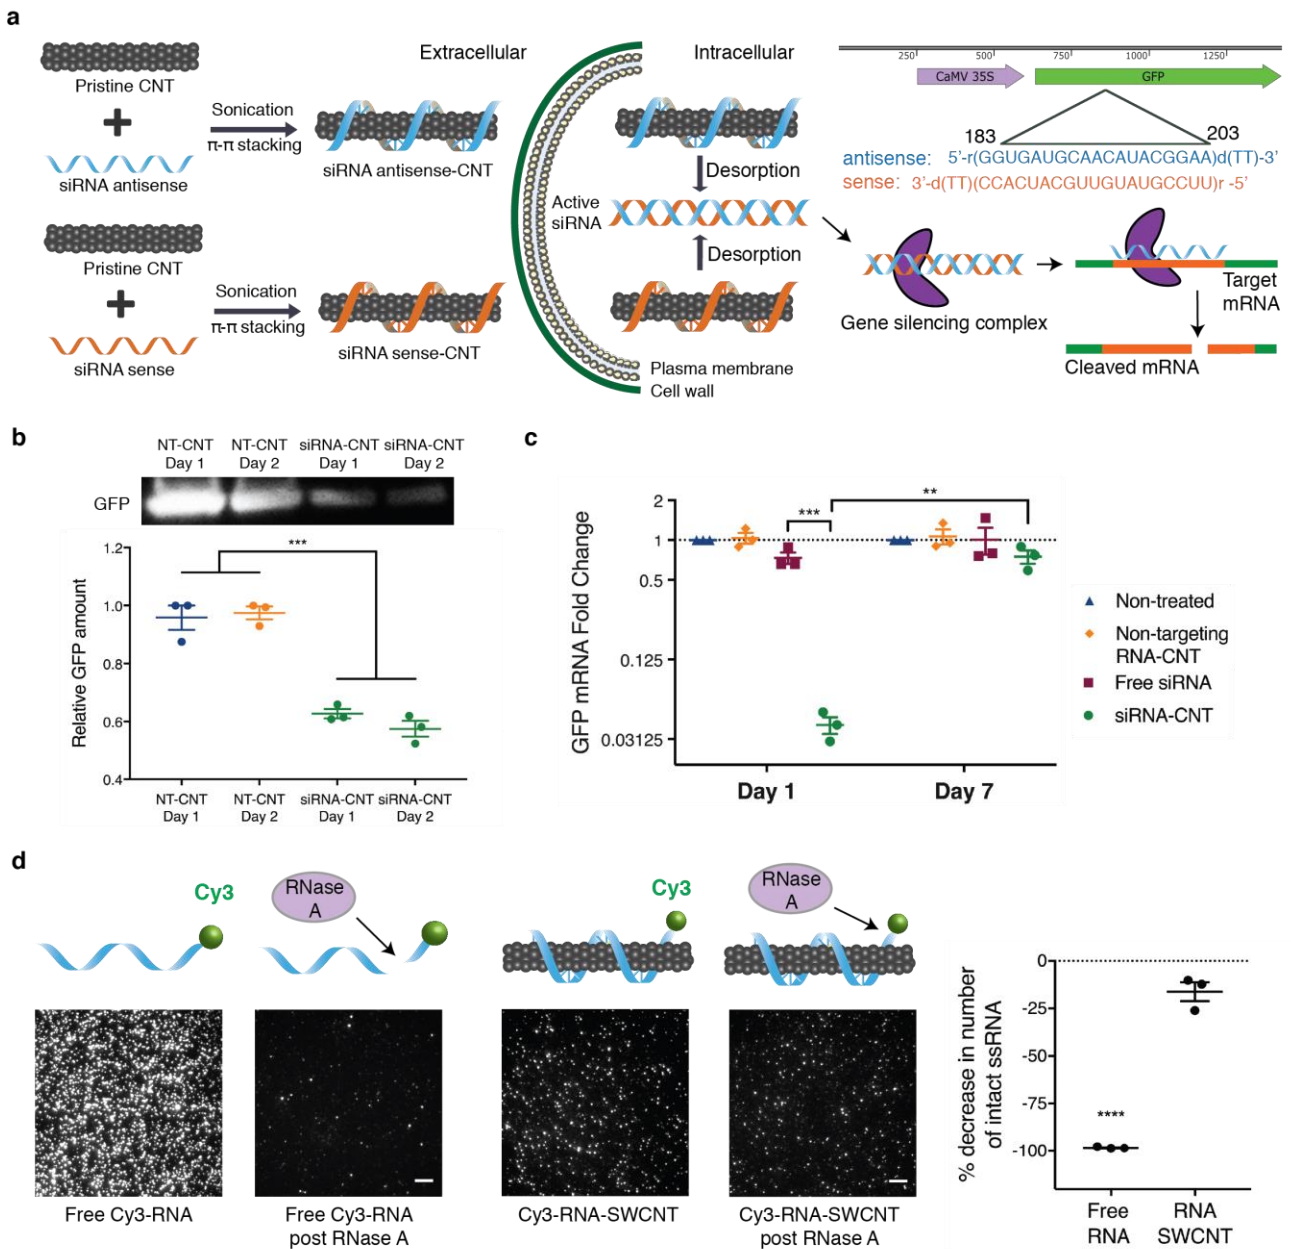 a
Pristine CNT
siRNA antisense
Sonication
π-π stacking
siRNA antisense-CNT
Pristine CNT
siRNA sense
Sonication
π-π stacking
siRNA sense-CNT
Extracellular
Intracellular
Desorption
Active
siRNA
Desorption
Plasma membrane
Cell wall
250 500 750 1000 1250
CaMV 35S
GFP
183
203
antisense: 5’-r(GGUGAUGCAACAUACGGAA)d(TT)-3’
sense: 3’-d(TT)(CCACUACGUUGUAUGCCUU)r -5’
Gene silencing complex
Target
mRNA
Cleaved mRNA
b
NT-CNT
Day 1
NT-CNT
Day 2
siRNA-CNT
Day 1
siRNA-CNT
Day 2
GFP
Relative GFP amount
1.2
1.0
0.8
0.6
0.4
***
NT-CNT
Day 1
NT-CNT
Day 2
siRNA-CNT
Day 1
siRNA-CNT
Day 2
c
GFP mRNA Fold Change
2
1
0.5
0.125
0.03125
***
**
Day 1
Day 7
Non-treated
Non-targeting
RNA-CNT
Free siRNA
siRNA-CNT
d
Cy3
RNase
A
Cy3
RNase
A
Free Cy3-RNA
Free Cy3-RNA
post RNase A
Cy3-RNA-SWCNT
Cy3-RNA-SWCNT
post RNase A
% decrease in number
of intact ssRNA
0
-25
-50
-75
-100
****
Free
RNA
RNA
SWCNT